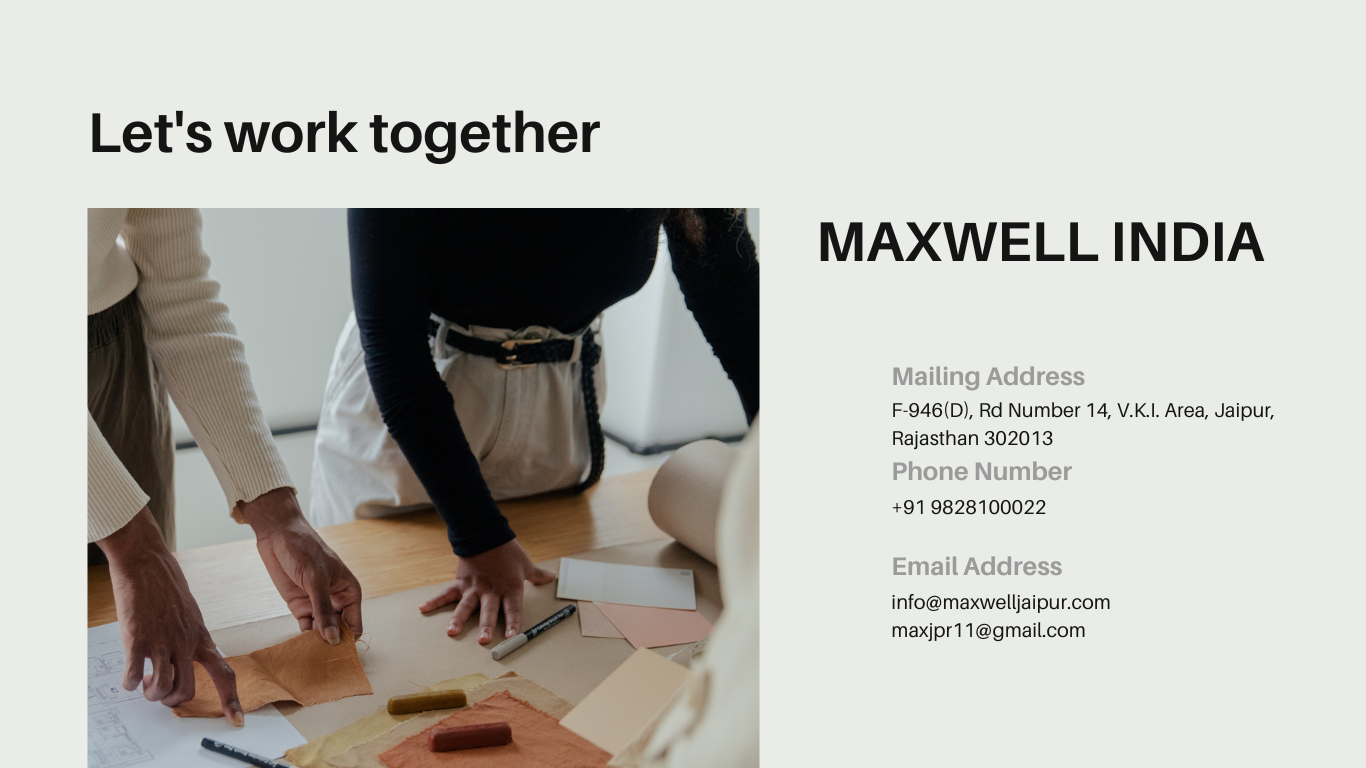 Let's work together
MAXWELL INDIA
Mailing Address
F-946(D), Rd Number 14, V.K.I. Area, Jaipur,
Rajasthan 302013
Phone Number
+91 9828100022
Email Address
info@maxwelljaipur.com
maxjpr11@gmail.com